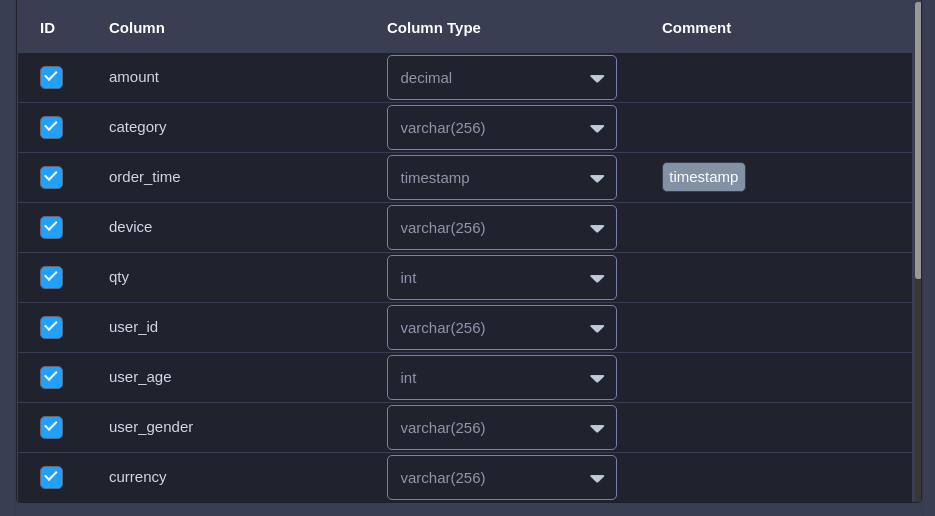 ID Column Column Type Comment
amount decimal
category varchar(256)
order_time timestamp timestamp
device varchar(256)
qty int
user_id varchar(256)
user_age int
user_gender varchar(256)
currency varchar(256)